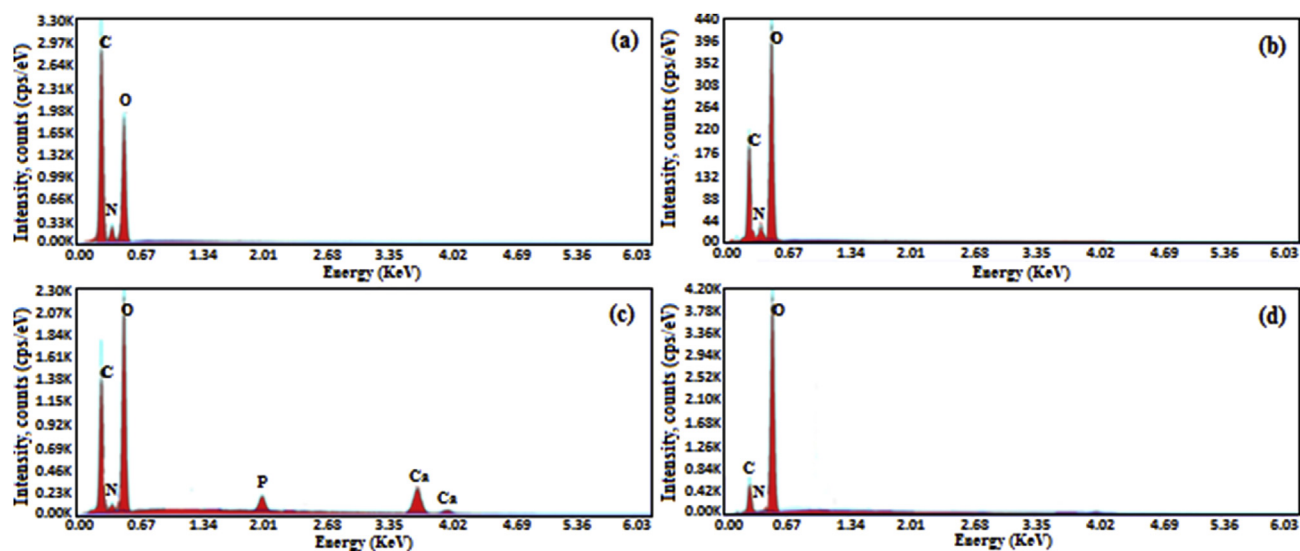 3.30K
2.97K
2.64K
2.31K
1.98K
1.65K
1.32K
0.99K
0.66K
0.33K
0.00K
Intensity, counts (cps/eV)
C
O
N
(a)
0.00 0.67 1.34 2.01 2.68 3.35 4.02 4.69 5.36 6.03
Energy (KeV)
440
396
352
308
264
220
176
132
88
44
00
Intensity, counts (cps/eV)
O
C
N
(b)
0.00 0.67 1.34 2.01 2.68 3.35 4.02 4.69 5.36 6.03
Energy (KeV)
2.30K
2.07K
1.84K
1.61K
1.38K
1.15K
0.92K
0.69K
0.46K
0.23K
0.00K
Intensity, counts (cps/eV)
O
C
N
P
Ca
Ca
(c)
0.00 0.67 1.34 2.01 2.68 3.35 4.02 4.69 5.36 6.03
Energy (KeV)
4.20K
3.78K
3.36K
2.94K
2.52K
2.10K
1.68K
1.26K
0.84K
0.42K
0.00K
Intensity, counts (cps/eV)
O
C
N
(d)
0.00 0.67 1.34 2.01 2.68 3.35 4.02 4.69 5.36 6.03
Energy (KeV)